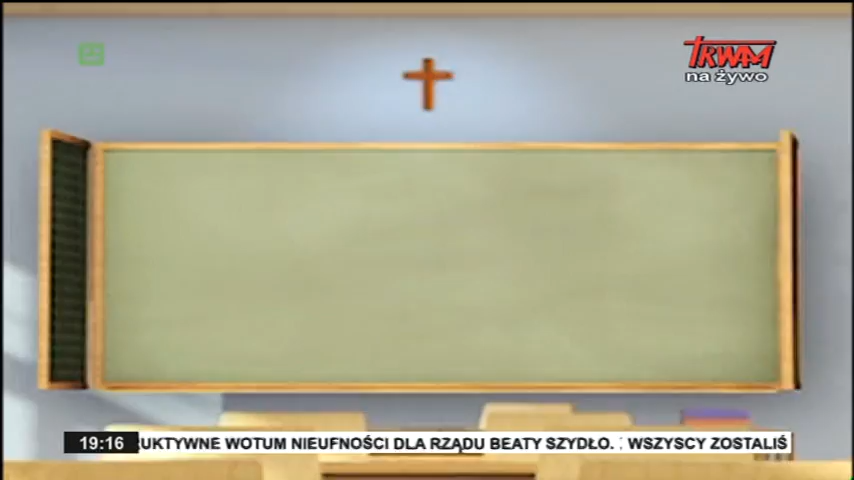 TRWAM
na żywo
19:16 UKTYWNE WOTUM NIEUFNOŚCI DLA RZĄDU BEATY SZYDŁO. WSZYSCY ZOSTALIŚ